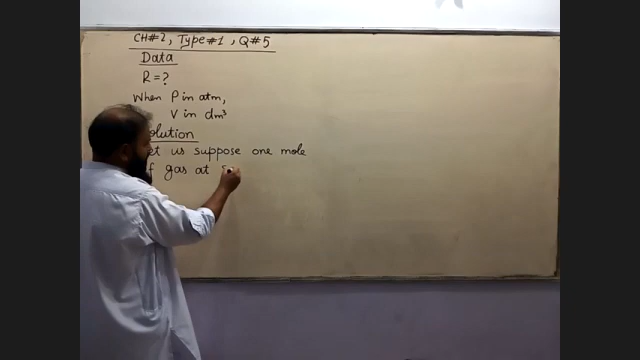 CH#2, Type#1, Q#5
Data
R=?
When P in atm,
V in dm³
olution
et us suppose one mole
f gas at